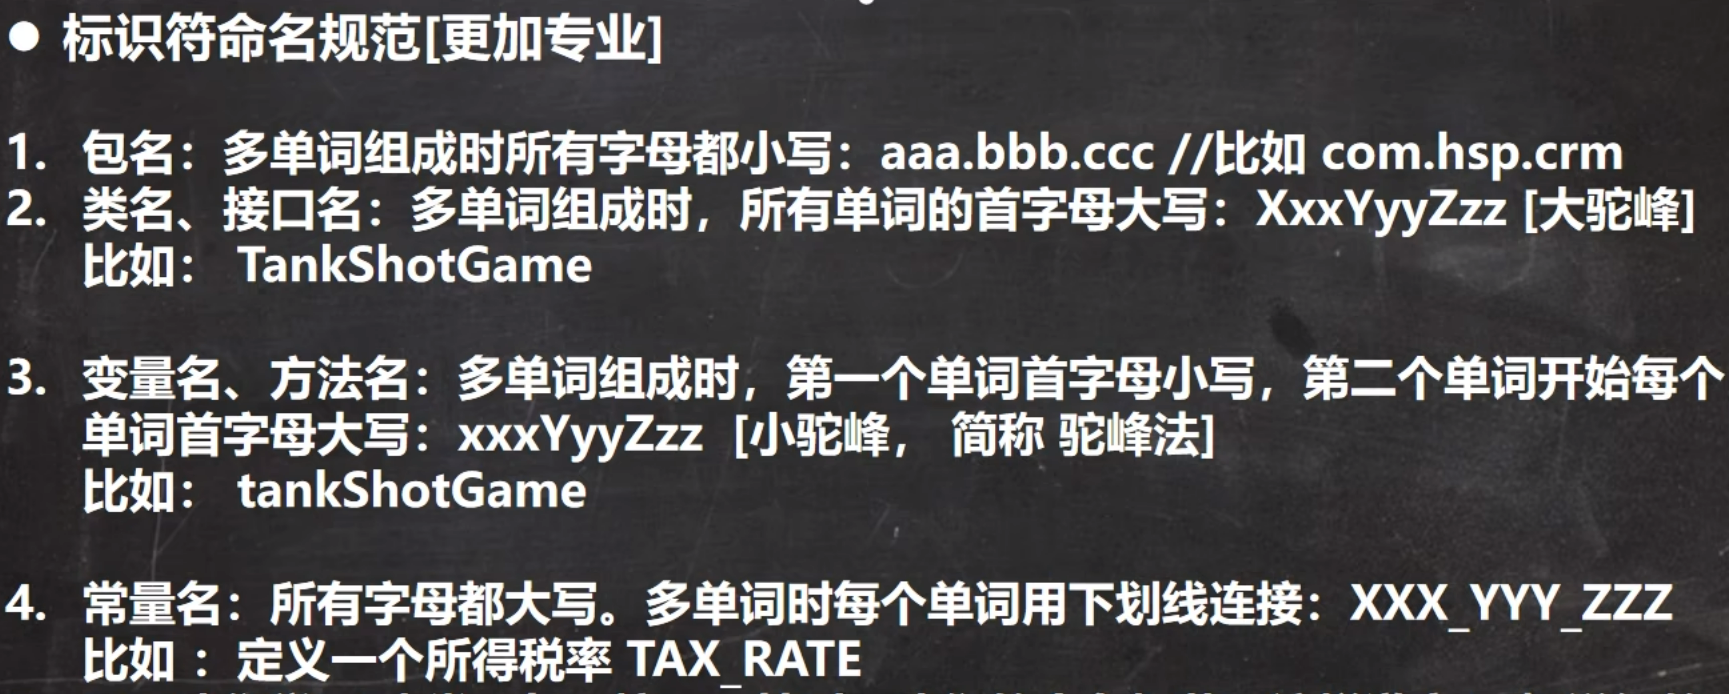 ● 标识符命名规范[更加专业]
1. 包名：多单词组成时所有字母都小写：aaa.bbb.ccc //比如 com.hsp.crm
2. 类名、接口名：多单词组成时，所有单词的首字母大写：XxxYyyZzz [大驼峰]
比如： TankShotGame
3. 变量名、方法名：多单词组成时，第一个单词首字母小写，第二个单词开始每个
单词首字母大写：xxxYyyZzz [小驼峰， 简称 驼峰法]
比如： tankShotGame
4. 常量名：所有字母都大写。多单词时每个单词用下划线连接：XXX_YYY_ZZZ
比如 ：定义一个所得税率 TAX_RATE